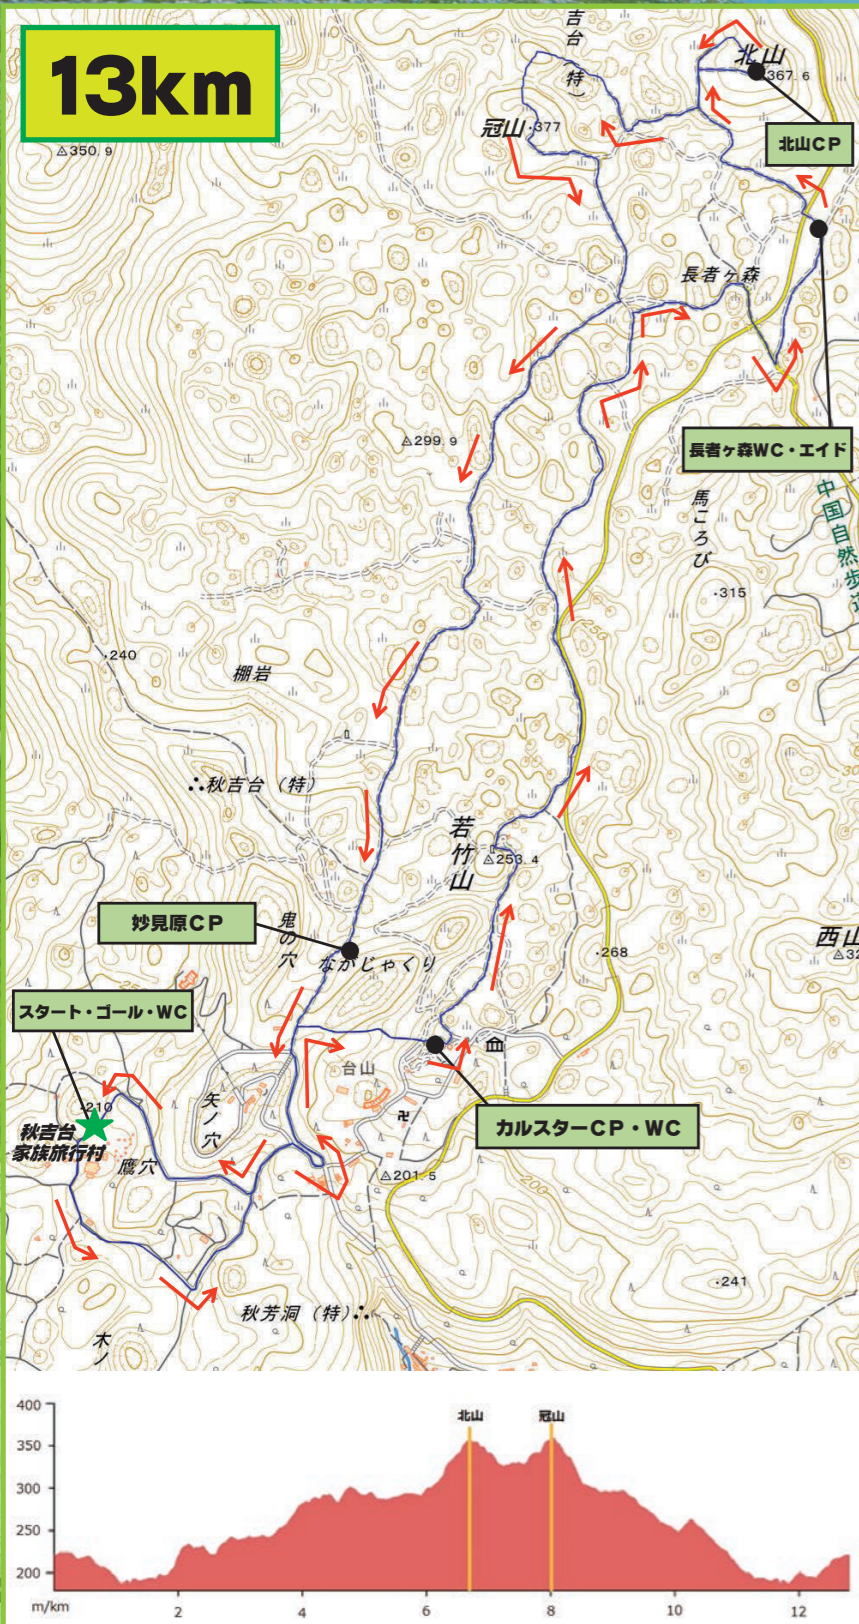 13km
吉台(特)
北山
367.6
冠山
・377
△350.9
北山CP
長者ヶ森
△299.9
長者ヶ森WC・エイド
馬ころび
中国自然歩道
・315
250
・240
棚岩
∴秋吉台(特)
若竹山
△253.4
妙見原CP
鬼の穴
ながじゃくり
・268
西山
△32
スタート・ゴール・WC
台山
・210
矢ノ穴
秋吉台
家族旅行村
鷹穴
カルスターCP・WC
△201.5
200
・241
秋芳洞(特)∴
木ノ
北山
冠山
400
350
300
250
200
m/km
2
4
6
8
10
12